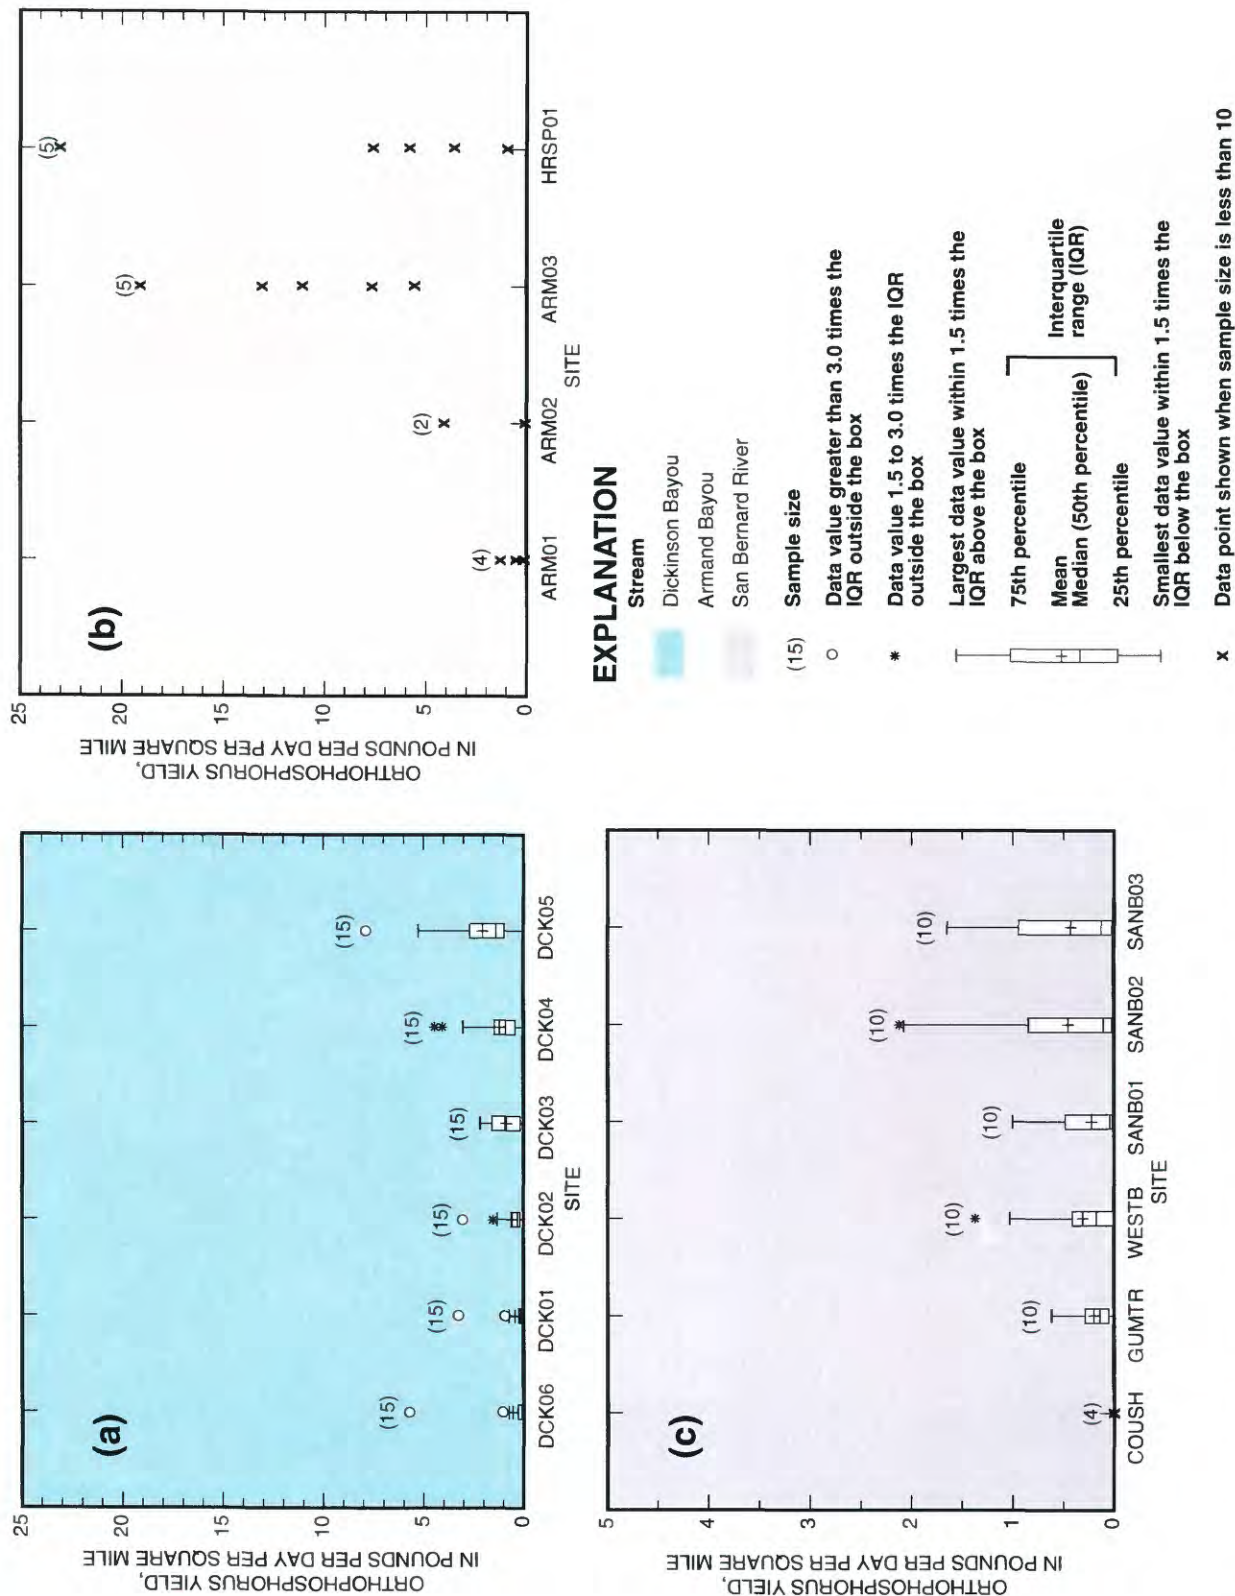 (a)
ORTHOPHOSPHORUS YIELD,
IN POUNDS PER DAY PER SQUARE MILE
25
20
15
10
5
0
(15)
(15)
(15)
(15)
(15)
(15)
DCK06
DCK01
DCK02
DCK03
DCK04
DCK05
SITE
(b)
ORTHOPHOSPHORUS YIELD,
IN POUNDS PER DAY PER SQUARE MILE
25
20
15
10
5
0
(4)
(2)
(5)
(5)
ARM01
ARM02
ARM03
HRSP01
SITE
(c)
ORTHOPHOSPHORUS YIELD,
IN POUNDS PER DAY PER SQUARE MILE
5
4
3
2
1
0
(4)
(10)
(10)
(10)
(10)
(10)
COUSH
GUMTR
WESTB
SANB01
SANB02
SANB03
SITE
EXPLANATION
Stream
Dickinson Bayou
Armand Bayou
San Bernard River
(15) Sample size
Data value greater than 3.0 times the
IQR outside the box
Data value 1.5 to 3.0 times the IQR
outside the box
Largest data value within 1.5 times the
IQR above the box
75th percentile
Mean
Median (50th percentile)
Interquartile
range (IQR)
25th percentile
Smallest data value within 1.5 times the
IQR below the box
x Data point shown when sample size is less than 10